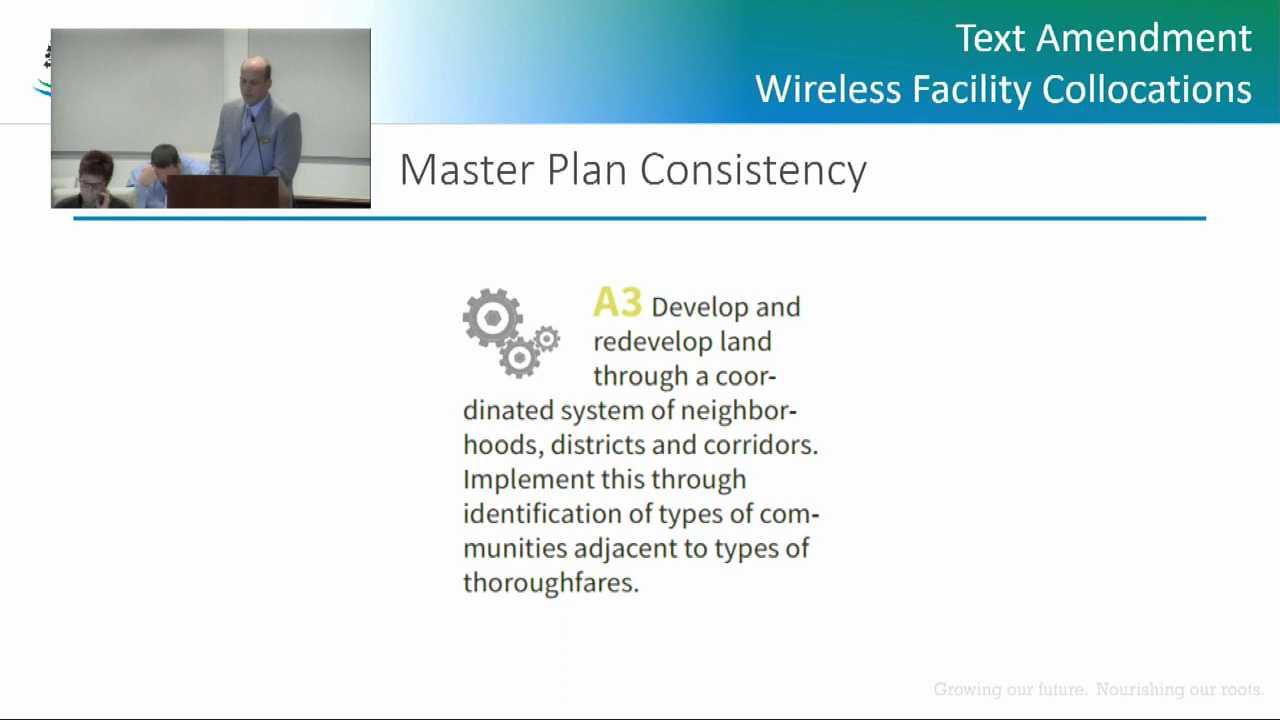 Text Amendment
Wireless Facility Collocations
Master Plan Consistency
A3 Develop and
redevelop land
through a coor-
dinated system of neighbor-
hoods, districts and corridors.
Implement this through
identification of types of com-
munities adjacent to types of
thoroughfares.
Growing our future. Nourishing our roots.